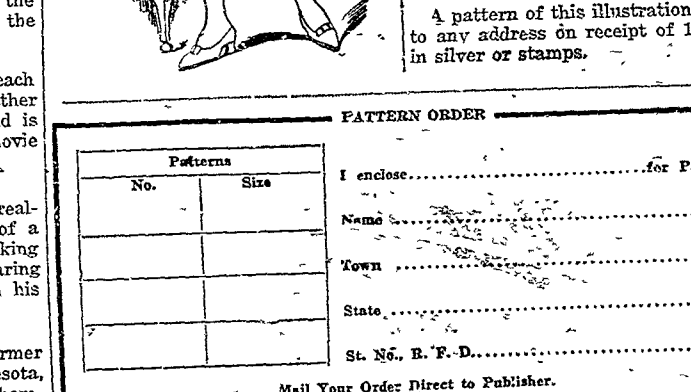 the
the
each
ther
d is
ovie
real-
of a
king
aring
his
rmer
esota,
A pattern of this illustration
to any address on receipt of 1
in silver or stamps.
PATTERN ORDER
Patterns
No. Size
I enclose for P
Name
Town
State
St. No., R. F. D.
Mail Your Order Direct to Publisher.